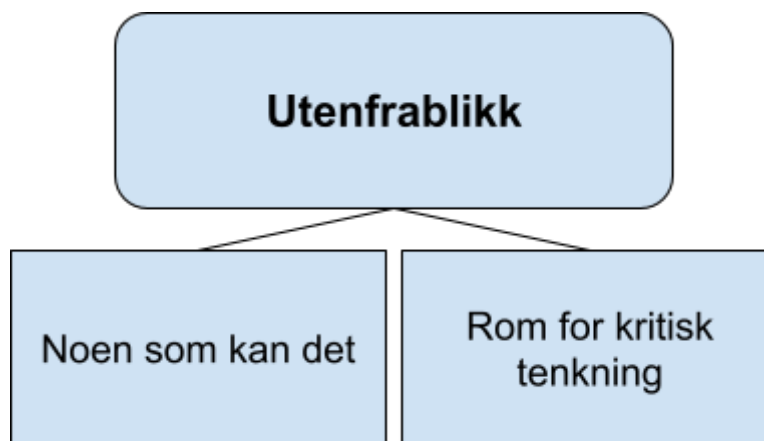 Utenfrablikk
Noen som kan det
Rom for kritisk
tenkning